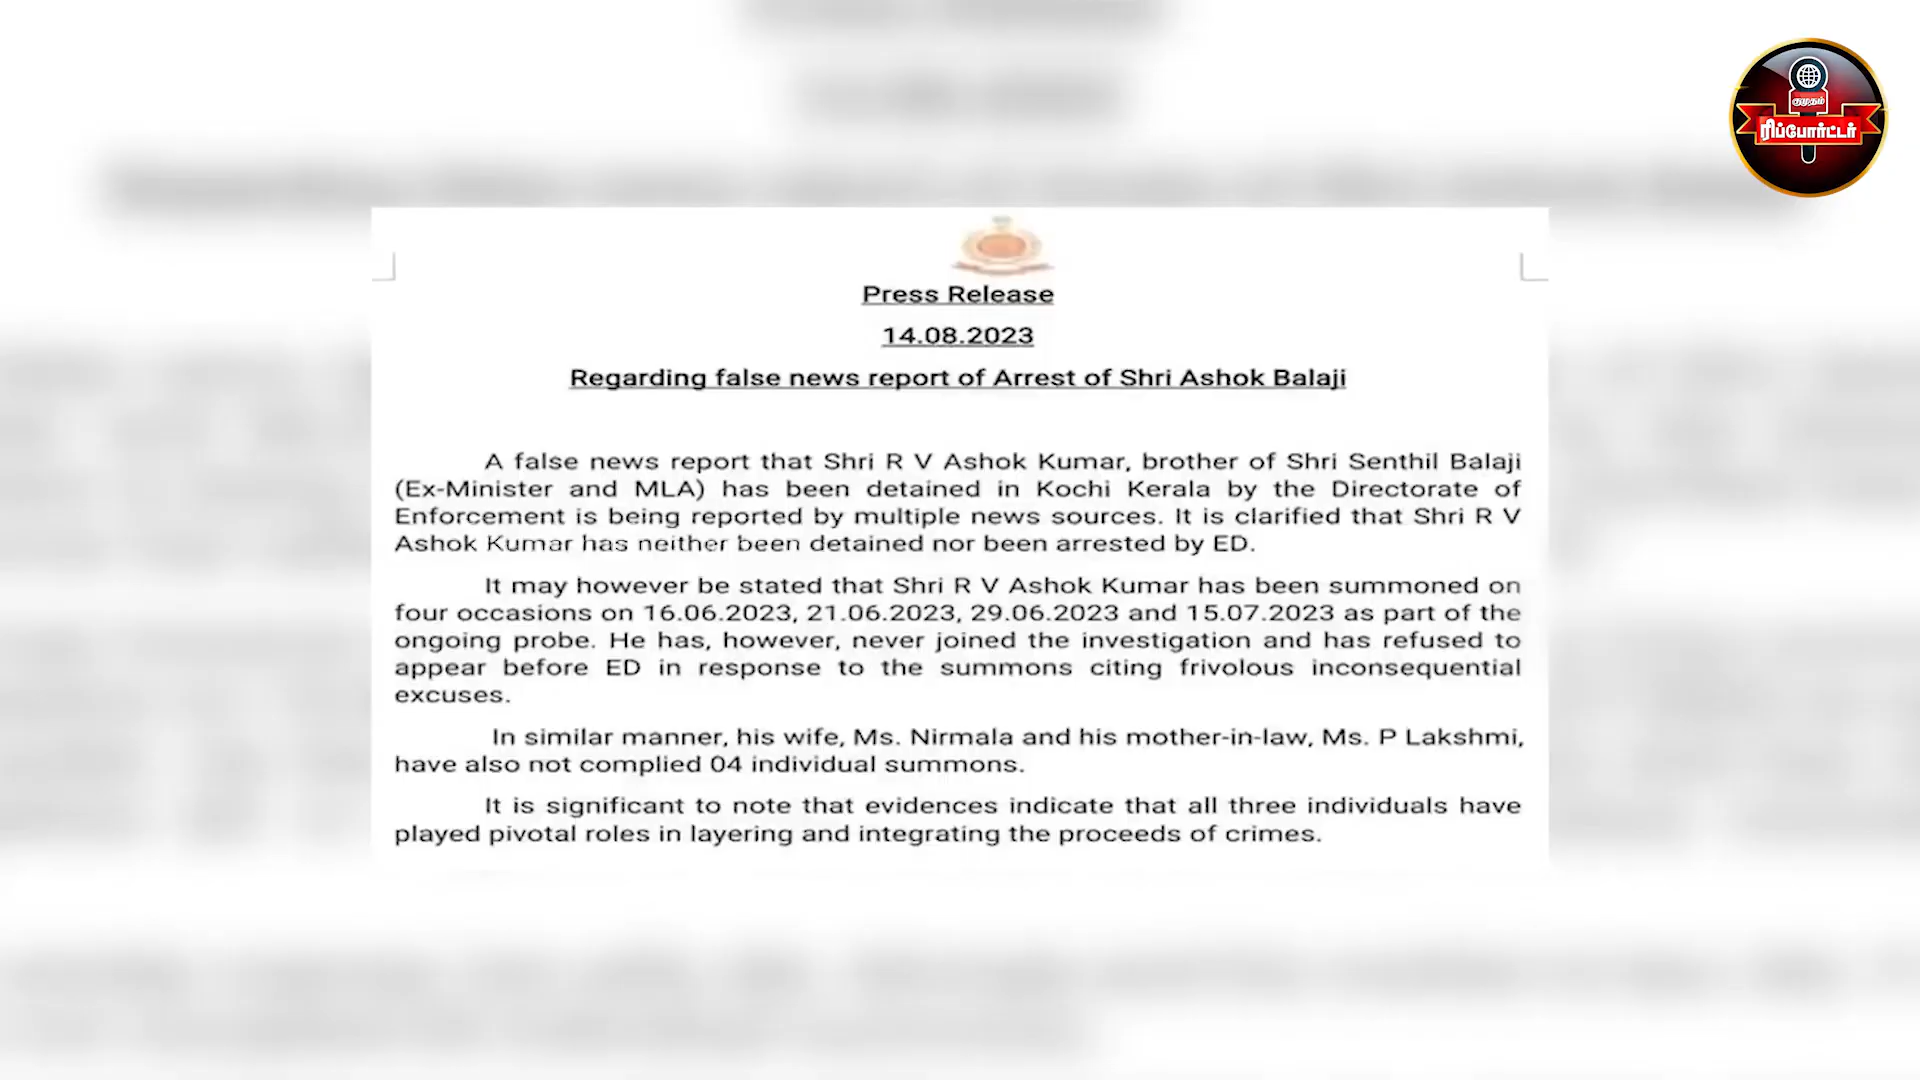 குமுதம்
ரிப்போர்ட்டர்
Press Release
14.08.2023
Regarding false news report of Arrest of Shri Ashok Balaji
A false news report that Shri R V Ashok Kumar, brother of Shri Senthil Balaji
(Ex-Minister and MLA) has been detained in Kochi Kerala by the Directorate of
Enforcement is being reported by multiple news sources. It is clarified that Shri R V
Ashok Kumar has neither been detained nor been arrested by ED.
It may however be stated that Shri R V Ashok Kumar has been summoned on
four occasions on 16.06.2023, 21.06.2023, 29.06.2023 and 15.07.2023 as part of the
ongoing probe. He has, however, never joined the investigation and has refused to
appear before ED in response to the summons citing frivolous inconsequential
excuses.
In similar manner, his wife, Ms. Nirmala and his mother-in-law, Ms. P Lakshmi,
have also not complied 04 individual summons.
It is significant to note that evidences indicate that all three individuals have
played pivotal roles in layering and integrating the proceeds of crimes.